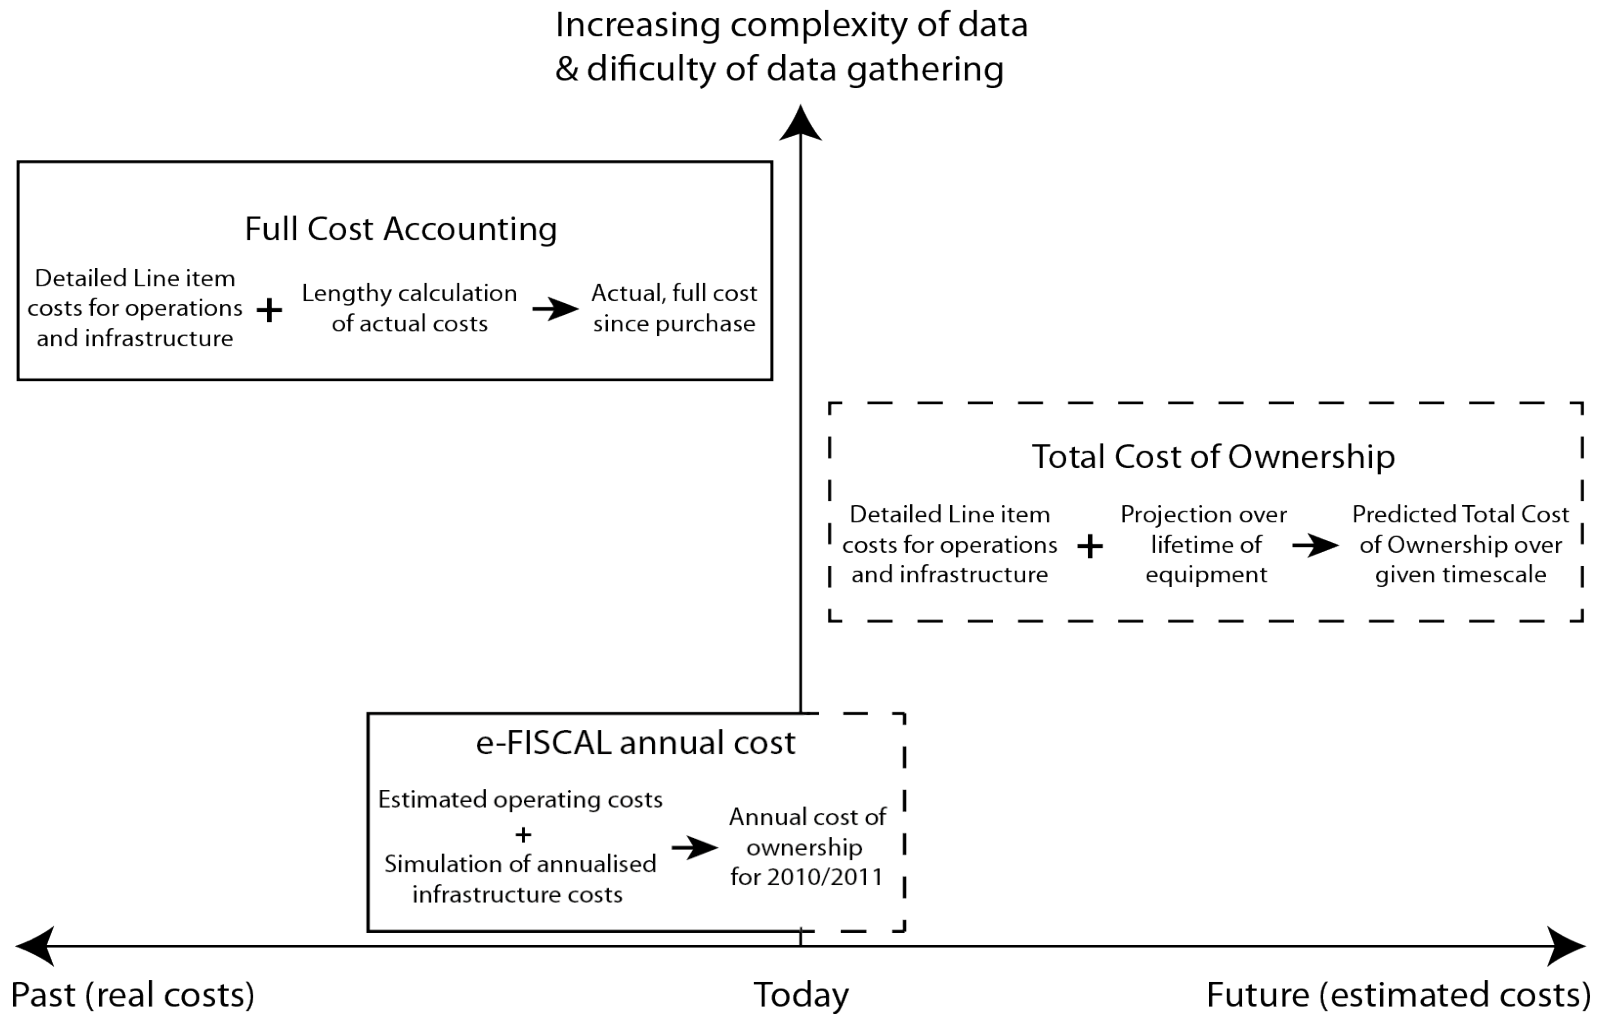 Increasing complexity of data
& dificulty of data gathering
Full Cost Accounting
Detailed Line item
costs for operations
and infrastructure
+
Lengthy calculation
of actual costs
Actual, full cost
since purchase
Total Cost of Ownership
Detailed Line item
costs for operations
and infrastructure
+
Projection over
lifetime of
equipment
Predicted Total Cost
of Ownership over
given timescale
e-FISCAL annual cost
Estimated operating costs
+
Simulation of annualised
infrastructure costs
Annual cost of
ownership
for 2010/2011
Past (real costs)
Today
Future (estimated costs)